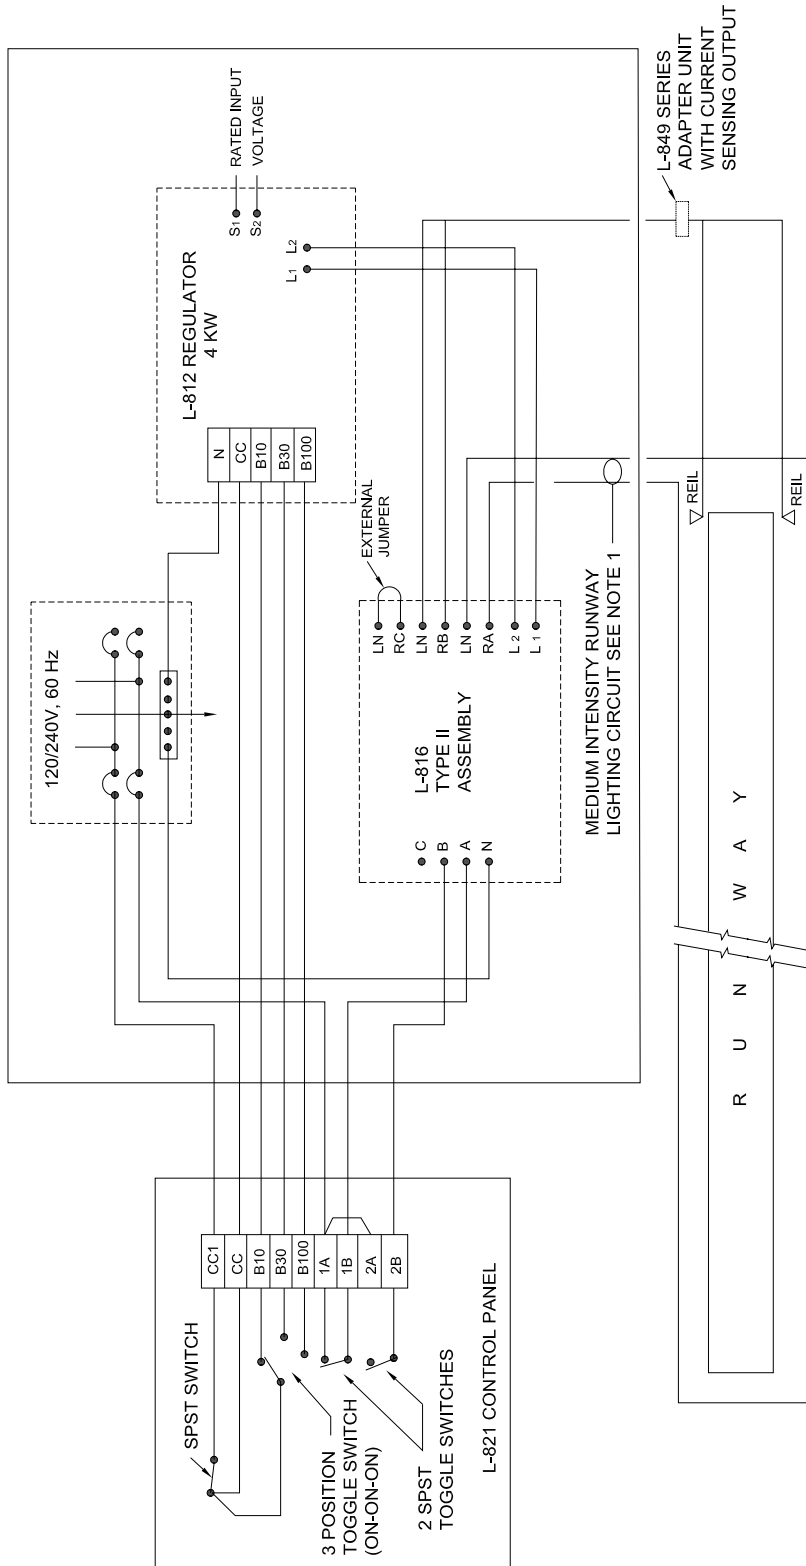 120/240V, 60 Hz
L-812 REGULATOR
4 KW
S1
S2
RATED INPUT
VOLTAGE
L1
L2
N
CC
B10
B30
B100
L-849 SERIES
ADAPTER UNIT
WITH CURRENT
SENSING OUTPUT
EXTERNAL
JUMPER
L-816
TYPE II
ASSEMBLY
LN
RC
LN
RB
LN
RA
L 2
L 1
C
B
A
N
MEDIUM INTENSITY RUNWAY
LIGHTING CIRCUIT SEE NOTE 1
REIL
REIL
RUNWAY
CC1
CC
B10
B30
B100
1A
1B
2A
2B
SPST SWITCH
3 POSITION
TOGGLE SWITCH
(ON-ON-ON)
2 SPST
TOGGLE SWITCHES
L-821 CONTROL PANEL